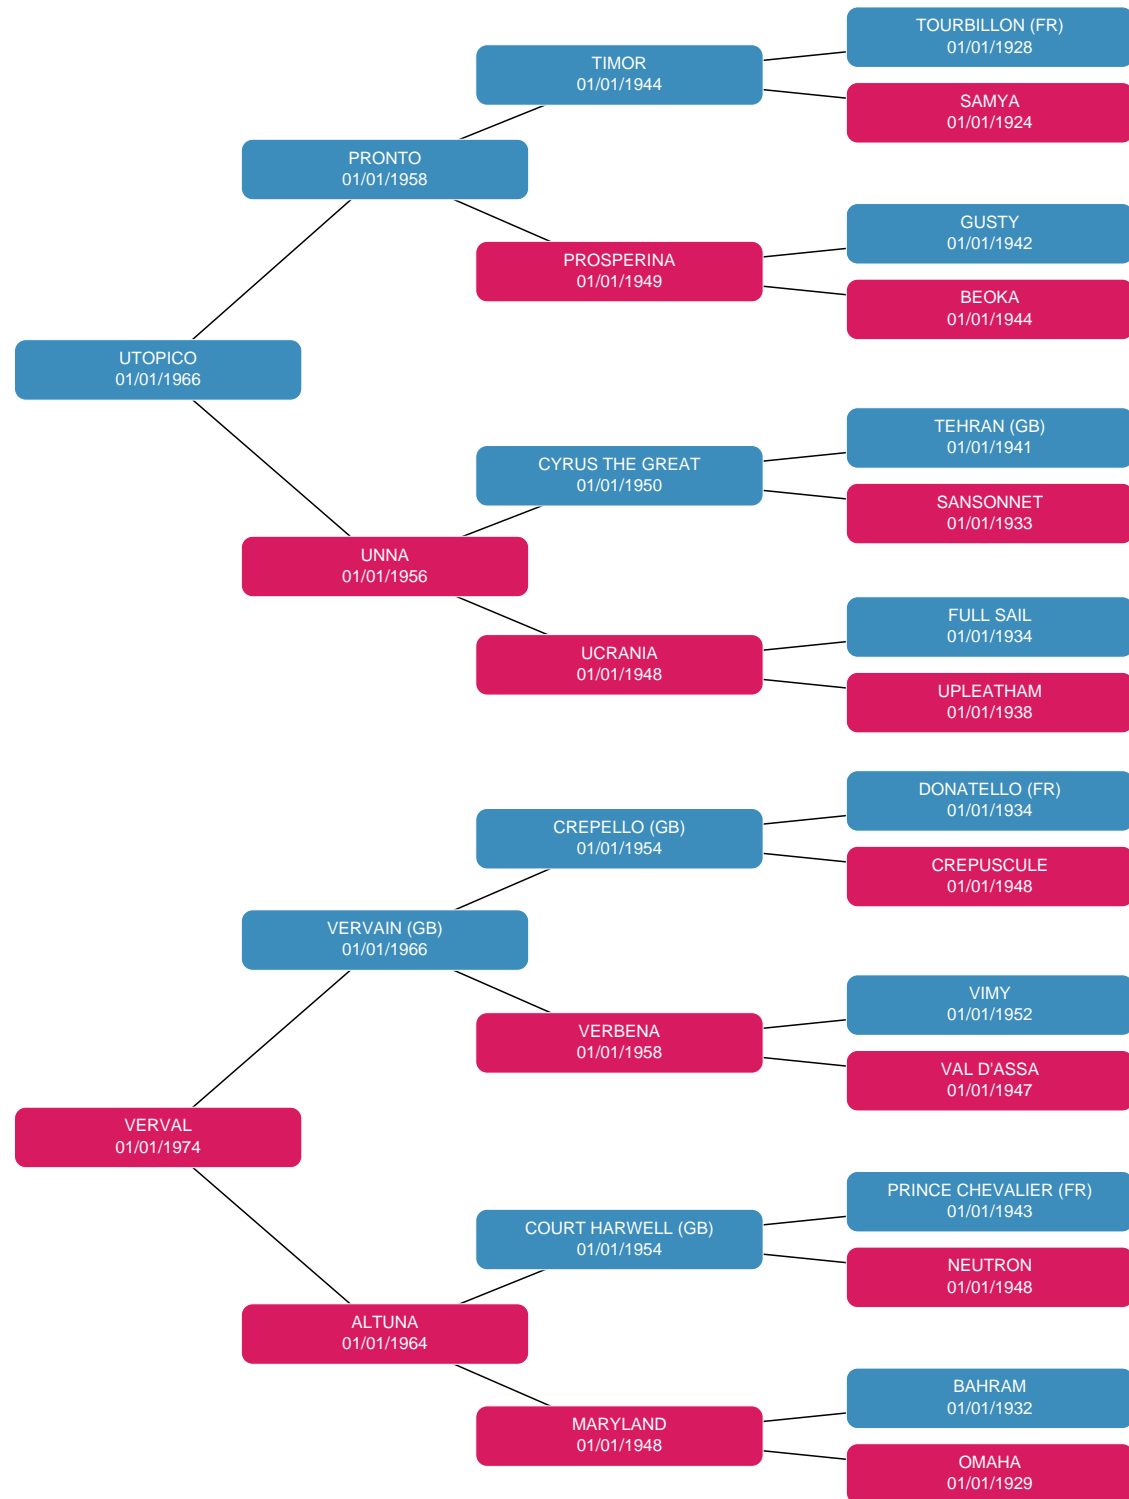 TOURBILLON (FR)
01/01/1928
TIMOR
01/01/1944
SAMYA
01/01/1924
PRONTO
01/01/1958
GUSTY
01/01/1942
PROSPERINA
01/01/1949
BEOKA
01/01/1944
UTOPICO
01/01/1966
TEHRAN (GB)
01/01/1941
CYRUS THE GREAT
01/01/1950
SANSONNET
01/01/1933
UNNA
01/01/1956
FULL SAIL
01/01/1934
UCRANIA
01/01/1948
UPLEATHAM
01/01/1938
DONATELLO (FR)
01/01/1934
CREPELLO (GB)
01/01/1954
CREPUSCULE
01/01/1948
VERVAIN (GB)
01/01/1966
VIMY
01/01/1952
VERBENA
01/01/1958
VAL D'ASSA
01/01/1947
VERVAL
01/01/1974
PRINCE CHEVALIER (FR)
01/01/1943
COURT HARWELL (GB)
01/01/1954
NEUTRON
01/01/1948
ALTUNA
01/01/1964
BAHRAM
01/01/1932
MARYLAND
01/01/1948
OMAHA
01/01/1929